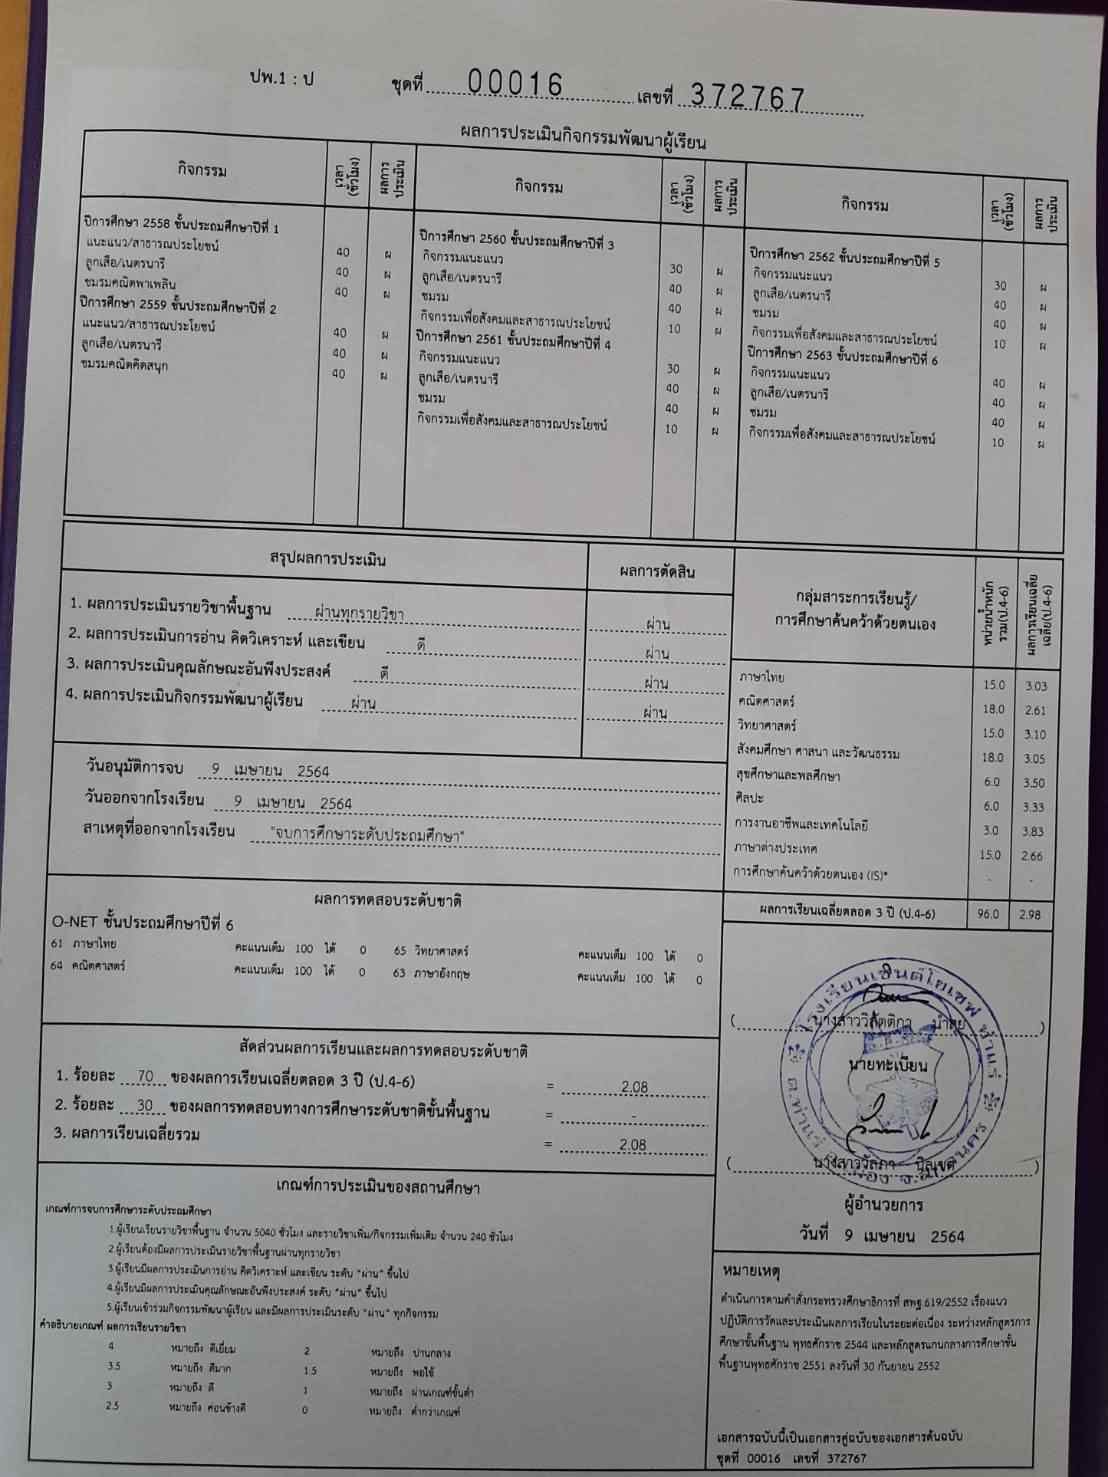 ปพ.1 : ป ชุดที่ 00016 เลขที่ 372767
ผลการประเมินกิจกรรมพัฒนาผู้เรียน
กิจกรรม เวลา (ชั่วโมง) ผลการประเมิน กิจกรรม เวลา (ชั่วโมง) ผลการประเมิน กิจกรรม เวลา (ชั่วโมง) ผลการประเมิน
ปีการศึกษา 2558 ชั้นประถมศึกษาปีที่ 1
แนะแนว/สาธารณประโยชน์ 40 ผ
ลูกเสือ/เนตรนารี 40 ผ
ชมรมคณิตพาเพลิน 40 ผ
ปีการศึกษา 2559 ชั้นประถมศึกษาปีที่ 2
แนะแนว/สาธารณประโยชน์ 40 ผ
ลูกเสือ/เนตรนารี 40 ผ
ชมรมคณิตคิดสนุก 40 ผ
ปีการศึกษา 2560 ชั้นประถมศึกษาปีที่ 3
กิจกรรมแนะแนว 30 ผ
ลูกเสือ/เนตรนารี 40 ผ
ชมรม 40 ผ
กิจกรรมเพื่อสังคมและสาธารณประโยชน์ 10 ผ
ปีการศึกษา 2561 ชั้นประถมศึกษาปีที่ 4
กิจกรรมแนะแนว 30 ผ
ลูกเสือ/เนตรนารี 40 ผ
ชมรม 40 ผ
กิจกรรมเพื่อสังคมและสาธารณประโยชน์ 10 ผ
ปีการศึกษา 2562 ชั้นประถมศึกษาปีที่ 5
กิจกรรมแนะแนว 30 ผ
ลูกเสือ/เนตรนารี 40 ผ
ชมรม 40 ผ
กิจกรรมเพื่อสังคมและสาธารณประโยชน์ 10 ผ
ปีการศึกษา 2563 ชั้นประถมศึกษาปีที่ 6
กิจกรรมแนะแนว 40 ผ
ลูกเสือ/เนตรนารี 40 ผ
ชมรม 40 ผ
กิจกรรมเพื่อสังคมและสาธารณประโยชน์ 10 ผ
สรุปผลการประเมิน ผลการตัดสิน
1. ผลการประเมินรายวิชาพื้นฐาน ผ่านทุกรายวิชา ผ่าน
2. ผลการประเมินการอ่าน คิดวิเคราะห์ และเขียน ดี ผ่าน
3. ผลการประเมินคุณลักษณะอันพึงประสงค์ ดี ผ่าน
4. ผลการประเมินกิจกรรมพัฒนาผู้เรียน ผ่าน ผ่าน
วันอนุมัติการจบ 9 เมษายน 2564
วันออกจากโรงเรียน 9 เมษายน 2564
สาเหตุที่ออกจากโรงเรียน "จบการศึกษาระดับประถมศึกษา"
กลุ่มสาระการเรียนรู้/
การศึกษาค้นคว้าด้วยตนเอง
หน่วยน้ำหนัก
รวม(ป.4-6)
ผลการเรียนเฉลี่ย
เฉลี่ย(ป.4-6)
ภาษาไทย 15.0 3.03
คณิตศาสตร์ 18.0 2.61
วิทยาศาสตร์ 15.0 3.10
สังคมศึกษา ศาสนา และวัฒนธรรม 18.0 3.05
สุขศึกษาและพลศึกษา 6.0 3.50
ศิลปะ 6.0 3.33
การงานอาชีพและเทคโนโลยี 3.0 3.83
ภาษาต่างประเทศ 15.0 2.66
การศึกษาค้นคว้าด้วยตนเอง (IS)* - -
ผลการเรียนเฉลี่ยตลอด 3 ปี (ป.4-6) 96.0 2.98
ผลการทดสอบระดับชาติ
O-NET ชั้นประถมศึกษาปีที่ 6
61 ภาษาไทย คะแนนเต็ม 100 ได้ 0 65 วิทยาศาสตร์ คะแนนเต็ม 100 ได้ 0
64 คณิตศาสตร์ คะแนนเต็ม 100 ได้ 0 63 ภาษาอังกฤษ คะแนนเต็ม 100 ได้ 0
สัดส่วนผลการเรียนและผลการทดสอบระดับชาติ
1. ร้อยละ 70 ของผลการเรียนเฉลี่ยตลอด 3 ปี (ป.4-6) = 2.08
2. ร้อยละ 30 ของผลการทดสอบทางการศึกษาระดับชาติขั้นพื้นฐาน = -
3. ผลการเรียนเฉลี่ยรวม = 2.08
โรงเรียนเซนต์โยเซฟ ท่าแร่
นายทะเบียน
ผู้อำนวยการ
วันที่ 9 เมษายน 2564
เกณฑ์การประเมินของสถานศึกษา
เกณฑ์การจบการศึกษาระดับประถมศึกษา
1.ผู้เรียนเรียนรายวิชาพื้นฐาน จำนวน 5040 ชั่วโมง และรายวิชาเพิ่ม/กิจกรรมเพิ่มเติม จำนวน 240 ชั่วโมง
2.ผู้เรียนต้องมีผลการประเมินรายวิชาพื้นฐานผ่านทุกรายวิชา
3.ผู้เรียนมีผลการประเมินการอ่าน คิดวิเคราะห์ และเขียน ระดับ "ผ่าน" ขึ้นไป
4.ผู้เรียนมีผลการประเมินคุณลักษณะอันพึงประสงค์ ระดับ "ผ่าน" ขึ้นไป
5.ผู้เรียนเข้าร่วมกิจกรรมพัฒนาผู้เรียน และมีผลการประเมินระดับ "ผ่าน" ทุกกิจกรรม
คำอธิบายเกณฑ์ ผลการเรียนรายวิชา
4 หมายถึง ดีเยี่ยม 2 หมายถึง ปานกลาง
3.5 หมายถึง ดีมาก 1.5 หมายถึง พอใช้
3 หมายถึง ดี 1 หมายถึง ผ่านเกณฑ์ขั้นต่ำ
2.5 หมายถึง ค่อนข้างดี 0 หมายถึง ต่ำกว่าเกณฑ์
หมายเหตุ
ดำเนินการตามคำสั่งกระทรวงศึกษาธิการที่ สพฐ.619/2552 เรื่องแนว
ปฏิบัติการวัดและประเมินผลการเรียนในระยะต่อเนื่อง ระหว่างหลักสูตรการ
ศึกษาขั้นพื้นฐาน พุทธศักราช 2544 และหลักสูตรแกนกลางการศึกษาขั้น
พื้นฐานพุทธศักราช 2551 ลงวันที่ 30 กันยายน 2552
เอกสารฉบับนี้เป็นเอกสารคู่ฉบับของเอกสารต้นฉบับ
ชุดที่ 00016 เลขที่ 372767